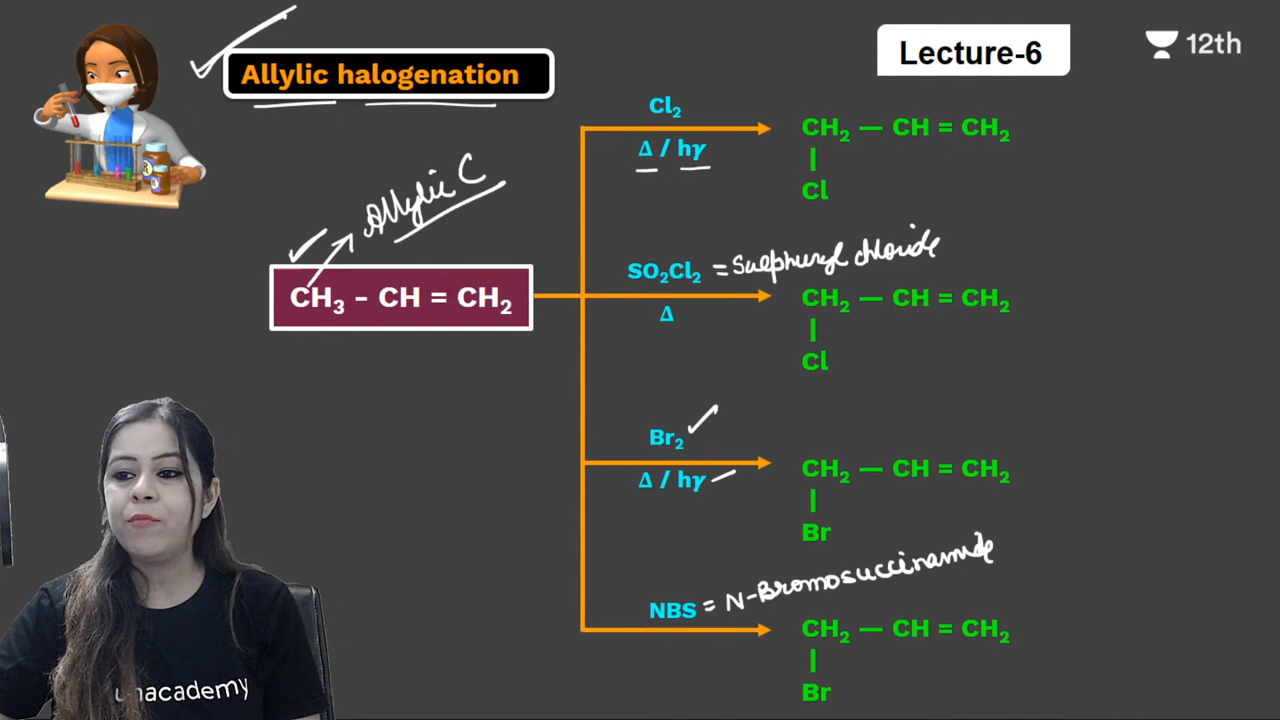 Lecture-6
12th
Allylic halogenation
Cl₂
Δ / hγ
CH₂ — CH = CH₂
|
Cl
Allylic C
CH₃ – CH = CH₂
SO₂Cl₂ = Sulphuryl chloride
Δ
CH₂ — CH = CH₂
|
Cl
Br₂
Δ / hγ
CH₂ — CH = CH₂
|
Br
NBS = N-Bromosuccinamide
CH₂ — CH = CH₂
|
Br
R
R
unacademy